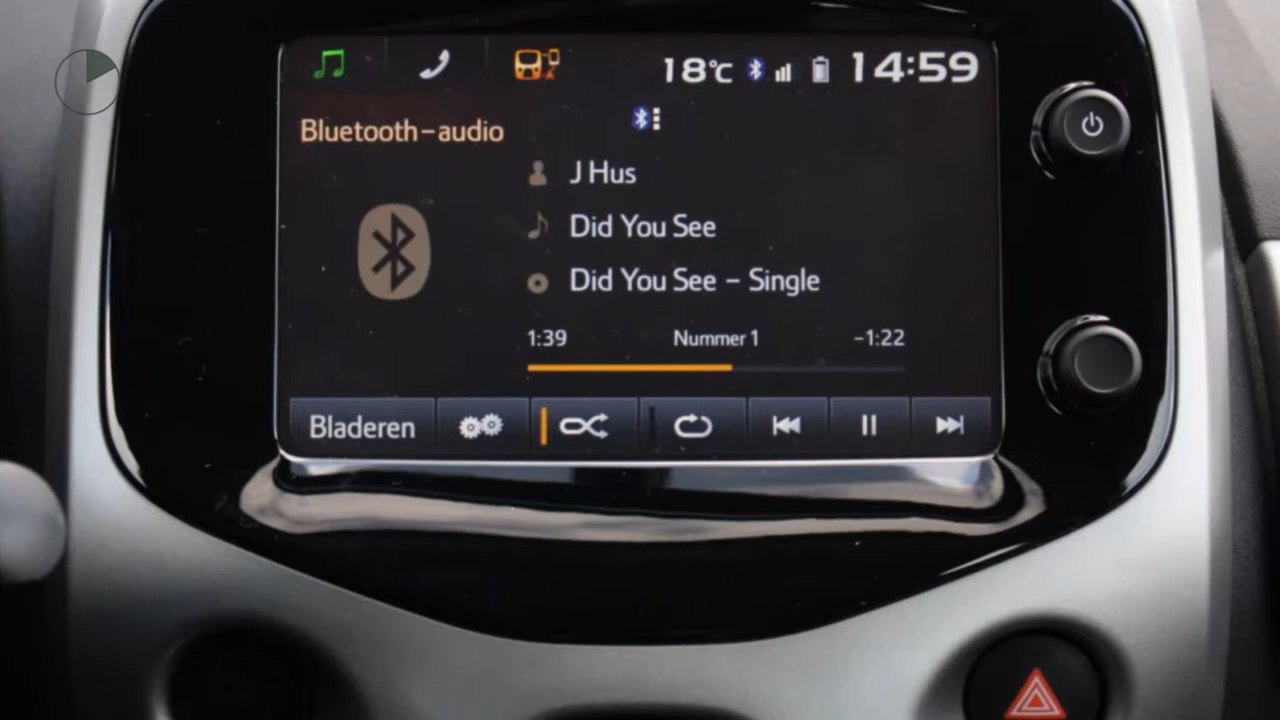 18°C 14:59
Bluetooth-audio
J Hus
Did You See
Did You See - Single
1:39 Nummer 1 -1:22
Bladeren